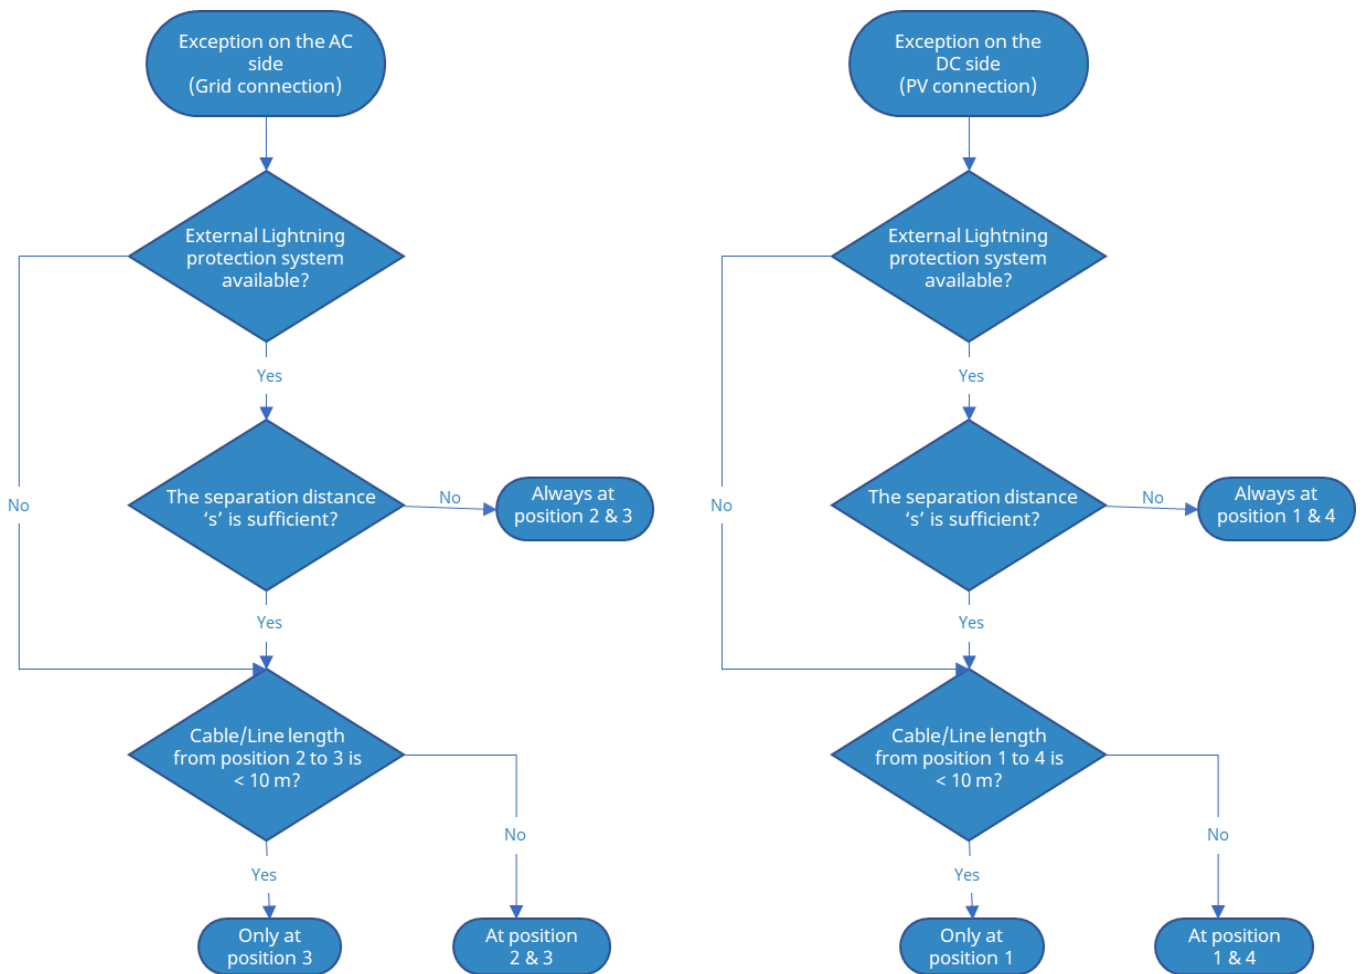 Exception on the AC
side
(Grid connection)
External Lightning
protection system
available?
Yes
No
The separation distance
‘s’ is sufficient?
No
Always at
position 2 & 3
Yes
Cable/Line length
from position 2 to 3 is
< 10 m?
No
Yes
Only at
position 3
At position
2 & 3
Exception on the
DC side
(PV connection)
External Lightning
protection system
available?
Yes
No
The separation distance
‘s’ is sufficient?
No
Always at
position 1 & 4
Yes
Cable/Line length
from position 1 to 4 is
< 10 m?
No
Yes
Only at
position 1
At position
1 & 4